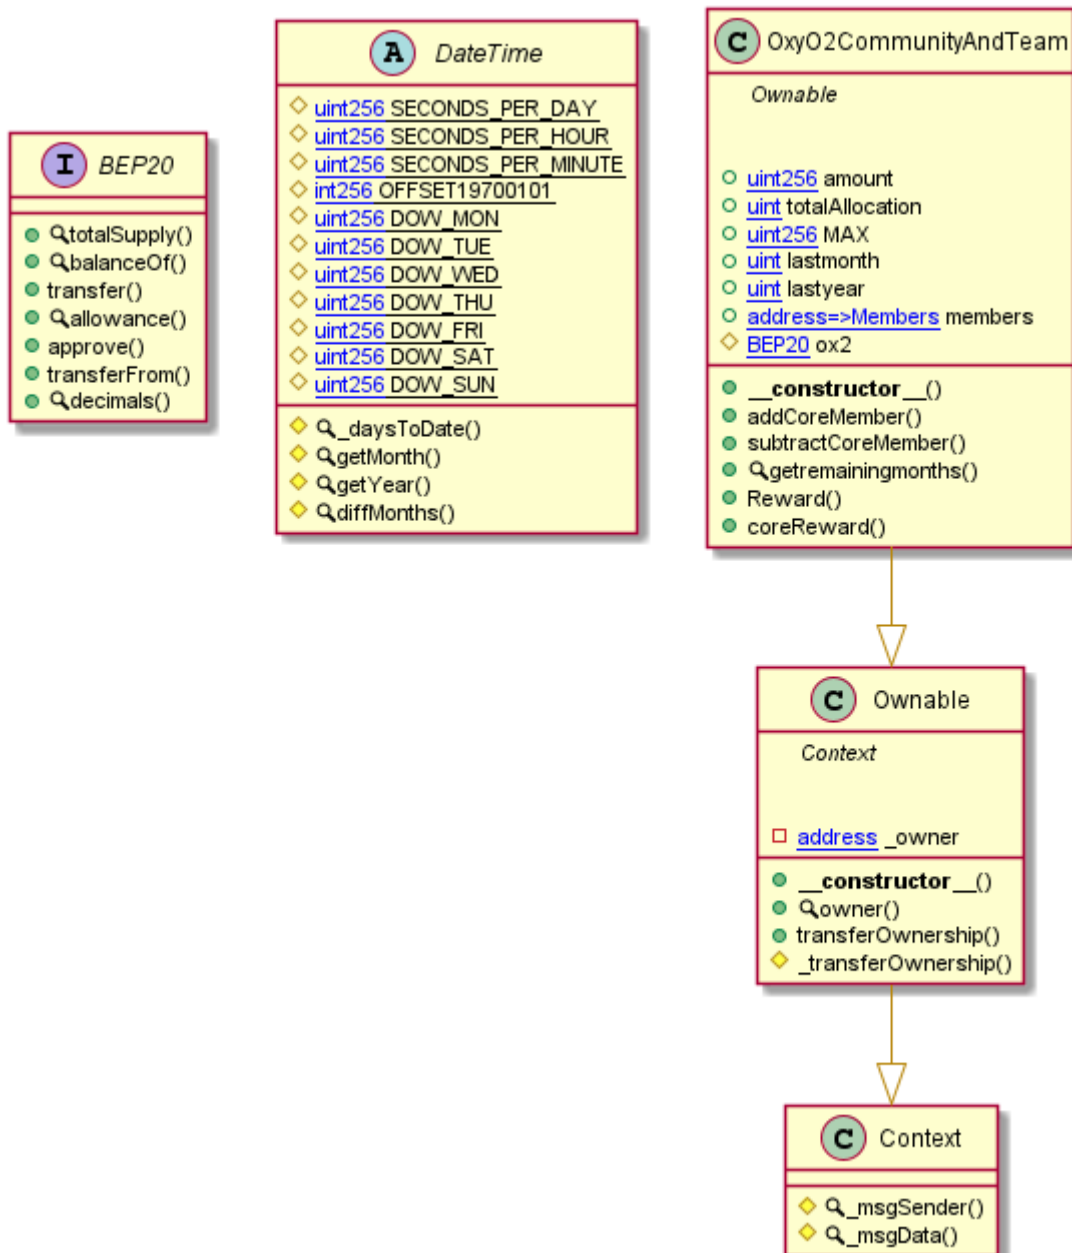 I BEP20
totalSupply()
balanceOf()
transfer()
allowance()
approve()
transferFrom()
decimals()
A DateTime
uint256 SECONDS_PER_DAY
uint256 SECONDS_PER_HOUR
uint256 SECONDS_PER_MINUTE
int256 OFFSET19700101
uint256 DOW_MON
uint256 DOW_TUE
uint256 DOW_WED
uint256 DOW_THU
uint256 DOW_FRI
uint256 DOW_SAT
uint256 DOW_SUN
_daysToDate()
getMonth()
getYear()
diffMonths()
C OxyO2CommunityAndTeam
Ownable
uint256 amount
uint totalAllocation
uint256 MAX
uint lastmonth
uint lastyear
address=>Members members
BEP20 ox2
__constructor__()
addCoreMember()
subtractCoreMember()
getremainingmonths()
Reward()
coreReward()
C Ownable
Context
address _owner
__constructor__()
owner()
transferOwnership()
_transferOwnership()
C Context
_msgSender()
_msgData()